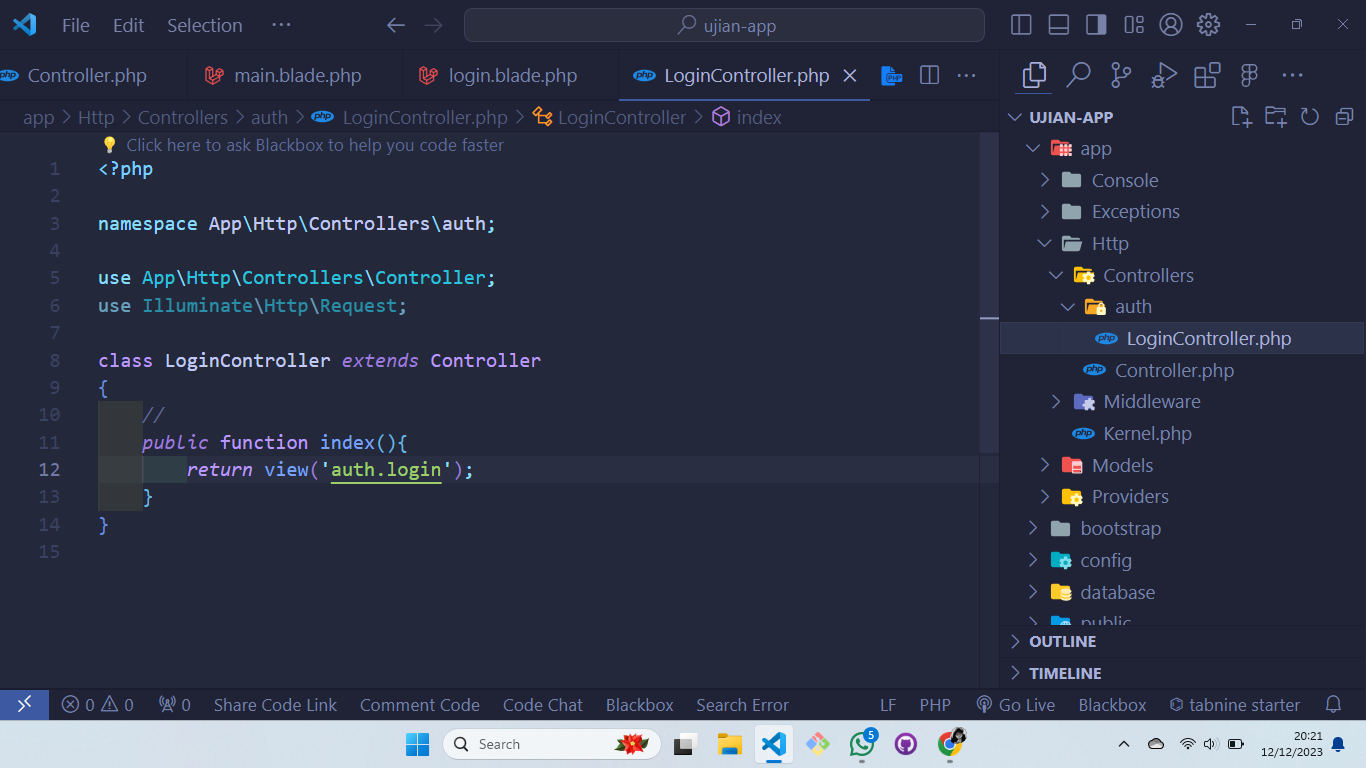 File Edit Selection ··· ujian-app
Controller.php main.blade.php login.blade.php LoginController.php
app > Http > Controllers > auth > LoginController.php > LoginController > index
Click here to ask Blackbox to help you code faster
1 <?php
2
3 namespace App\Http\Controllers\auth;
4
5 use App\Http\Controllers\Controller;
6 use Illuminate\Http\Request;
7
8 class LoginController extends Controller
9 {
10 //
11 public function index(){
12 return view('auth.login');
13 }
14 }
15
UJIAN-APP
app
Console
Exceptions
Http
Controllers
auth
LoginController.php
Controller.php
Middleware
Kernel.php
Models
Providers
bootstrap
config
database
public
OUTLINE
TIMELINE
0 0 0 Share Code Link Comment Code Code Chat Blackbox Search Error LF PHP Go Live Blackbox tabnine starter
Search 5 20:21
12/12/2023